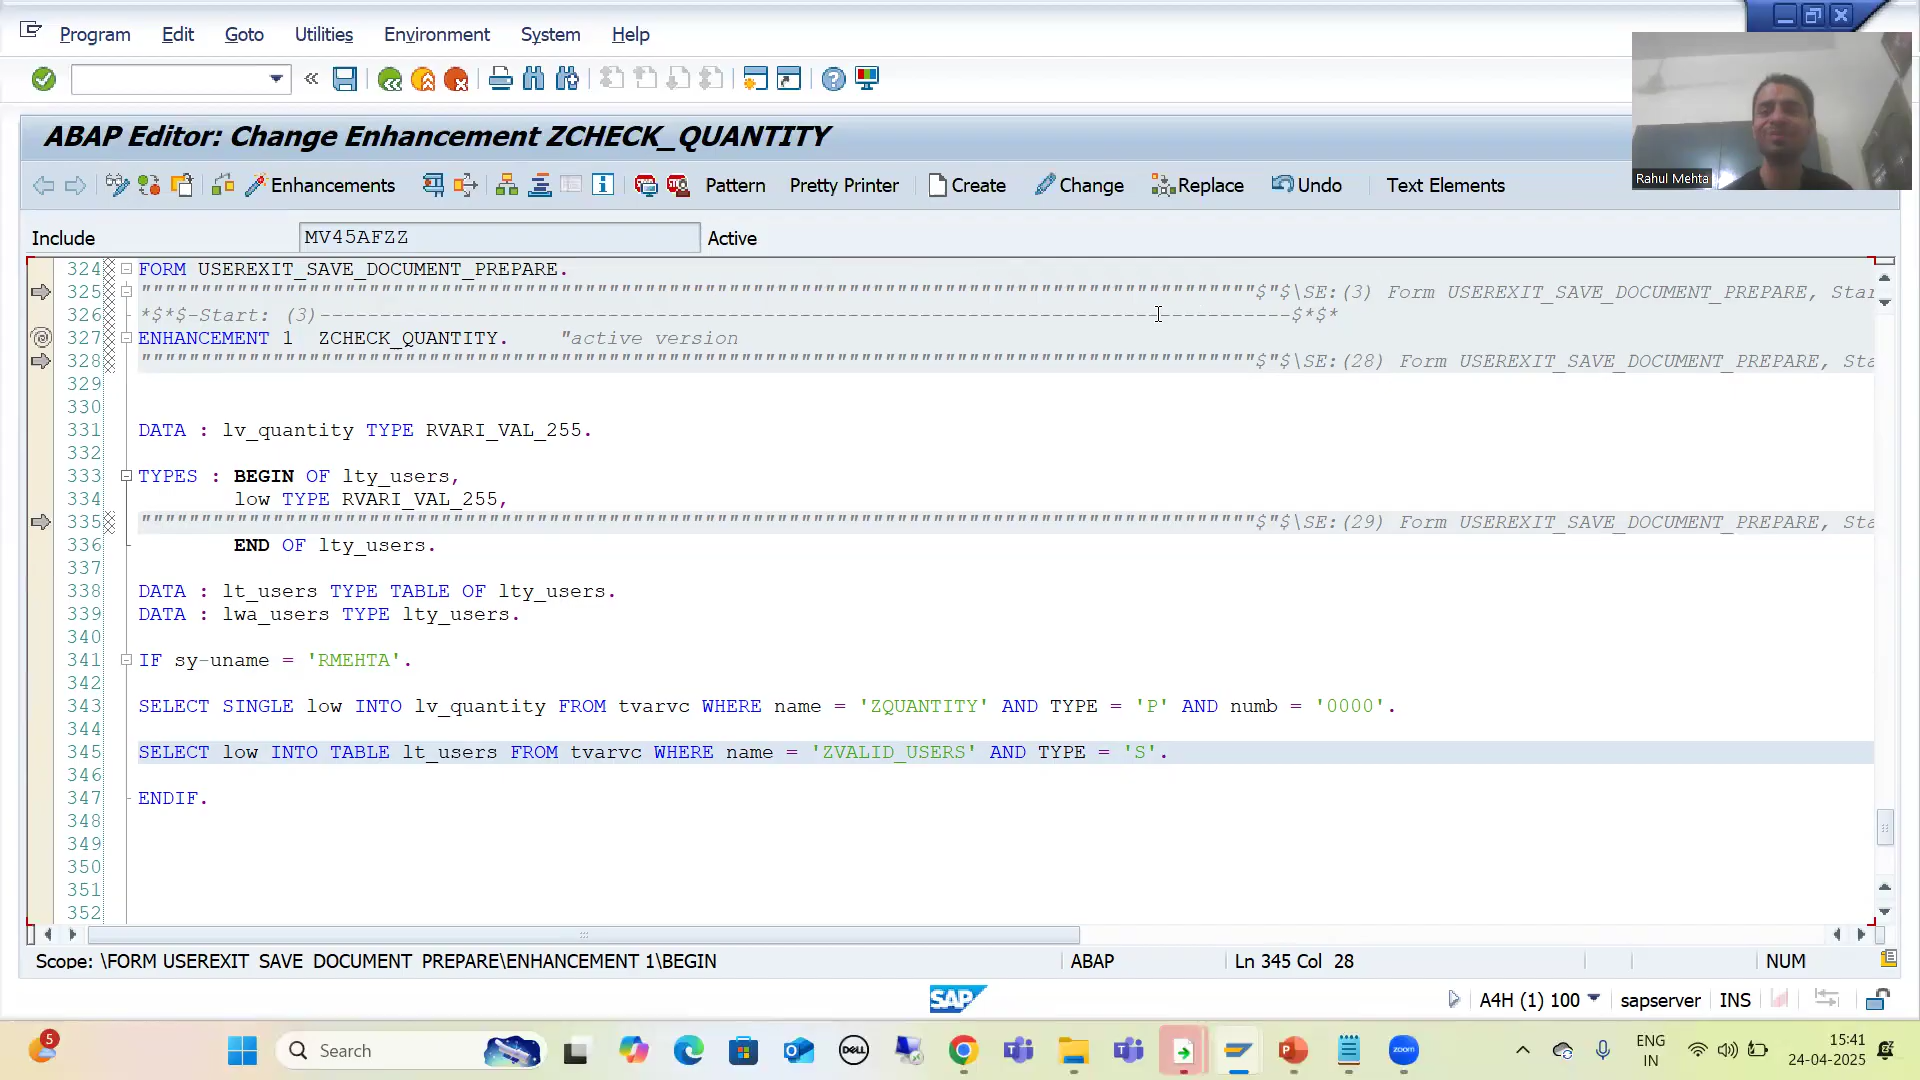 Program Edit Goto Utilities Environment System Help
Rahul Mehta
ABAP Editor: Change Enhancement ZCHECK_QUANTITY
Enhancements Pattern Pretty Printer Create Change Replace Undo Text Elements
Include MV45AFZZ Active
324 FORM USEREXIT_SAVE_DOCUMENT_PREPARE.
325 """"""""""""""""""""""""""""""""""""""""""""""""""""""""""""""""""""""""""""""""""""""""""""$"$\SE:(3) Form USEREXIT_SAVE_DOCUMENT_PREPARE, Star
326 *$*$-Start: (3)---------------------------------------------------------------------------------$*$*
327 ENHANCEMENT 1 ZCHECK_QUANTITY. "active version
328 """"""""""""""""""""""""""""""""""""""""""""""""""""""""""""""""""""""""""""""""""""""""""""$"$\SE:(28) Form USEREXIT_SAVE_DOCUMENT_PREPARE, Sta
329
330
331 DATA : lv_quantity TYPE RVARI_VAL_255.
332
333 TYPES : BEGIN OF lty_users,
334 low TYPE RVARI_VAL_255,
335 """"""""""""""""""""""""""""""""""""""""""""""""""""""""""""""""""""""""""""""""""""""""""""$"$\SE:(29) Form USEREXIT_SAVE_DOCUMENT_PREPARE, Sta
336 END OF lty_users.
337
338 DATA : lt_users TYPE TABLE OF lty_users.
339 DATA : lwa_users TYPE lty_users.
340
341 IF sy-uname = 'RMEHTA'.
342
343 SELECT SINGLE low INTO lv_quantity FROM tvarvc WHERE name = 'ZQUANTITY' AND TYPE = 'P' AND numb = '0000'.
344
345 SELECT low INTO TABLE lt_users FROM tvarvc WHERE name = 'ZVALID_USERS' AND TYPE = 'S'.
346
347 ENDIF.
348
349
350
351
352
Scope: \FORM USEREXIT_SAVE_DOCUMENT_PREPARE\ENHANCEMENT 1\BEGIN ABAP Ln 345 Col 28 NUM
SAP A4H (1) 100 sapserver INS
5 Search DELL zoom ENG 15:41
IN 24-04-2025